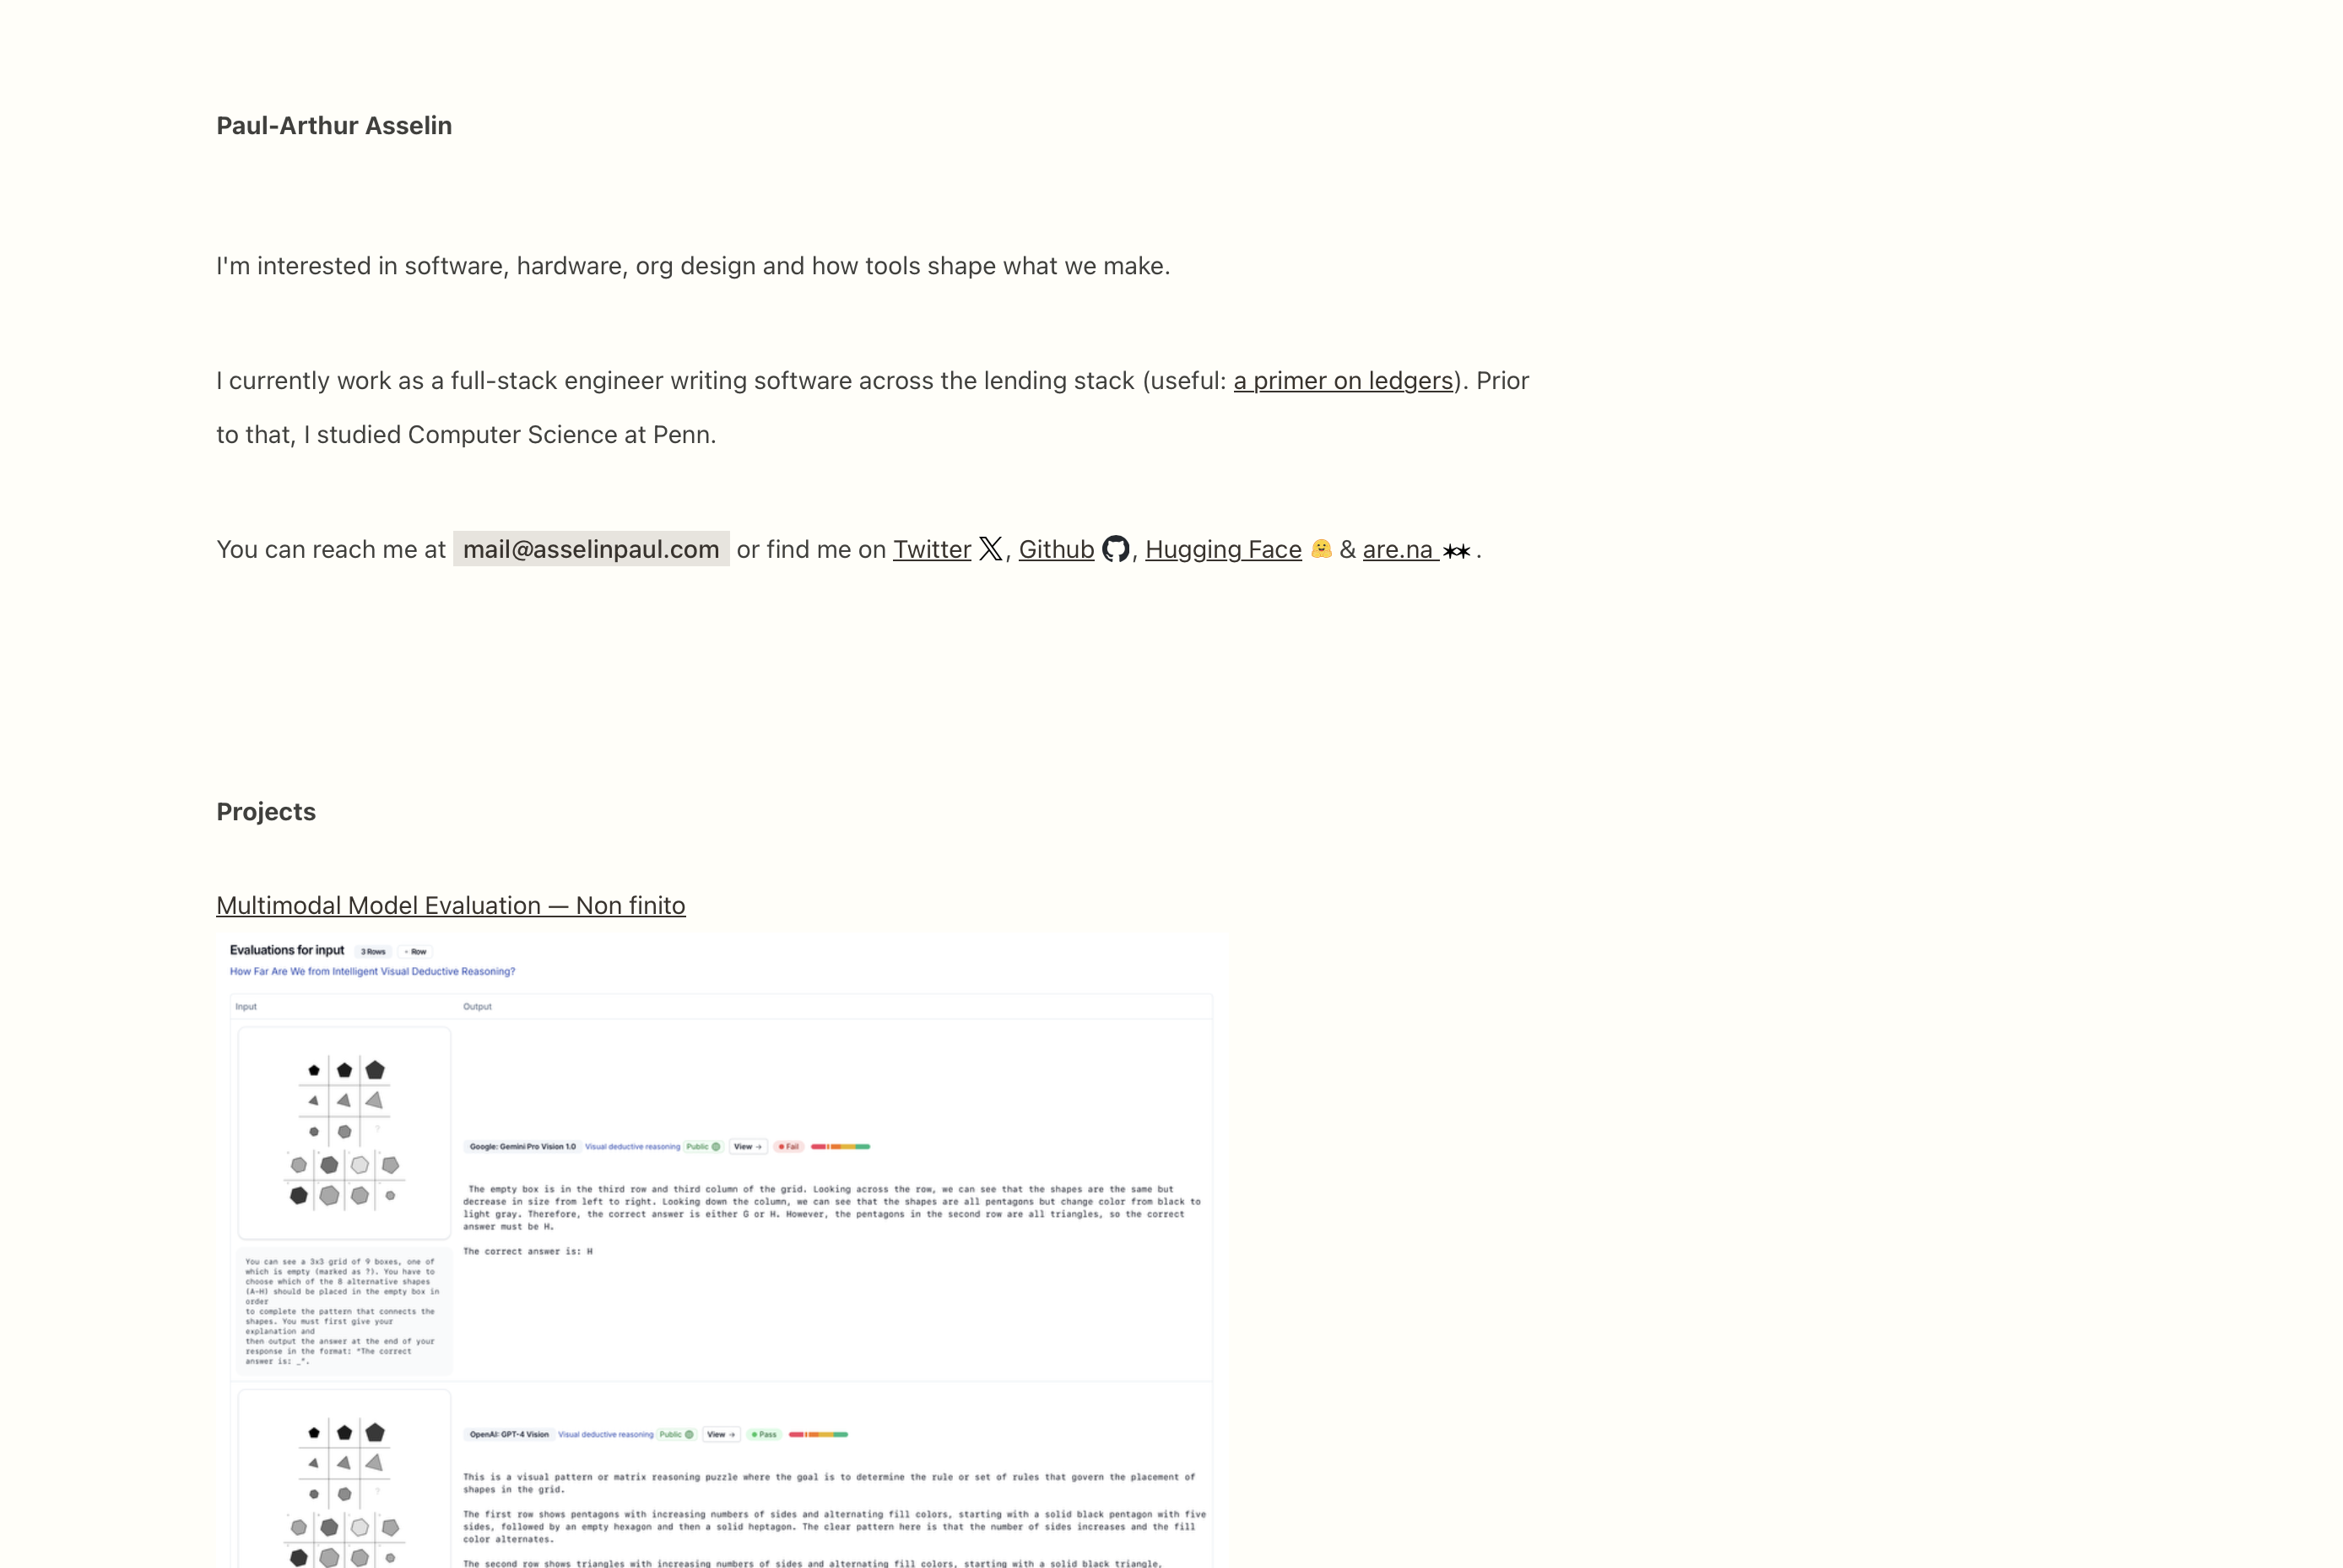 Paul-Arthur Asselin
I'm interested in software, hardware, org design and how tools shape what we make.
I currently work as a full-stack engineer writing software across the lending stack (useful: a primer on ledgers). Prior
to that, I studied Computer Science at Penn.
You can reach me at mail@asselinpaul.com or find me on Twitter, Github, Hugging Face & are.na .
Projects
Multimodal Model Evaluation — Non finito
Evaluations for input 3 Rows + Row
How Far Are We from Intelligent Visual Deductive Reasoning?
Input Output
?
Google: Gemini Pro Vision 1.0 Visual deductive reasoning Public View → Fail
The empty box is in the third row and third column of the grid. Looking across the row, we can see that the shapes are the same but
decrease in size from left to right. Looking down the column, we can see that the shapes are all pentagons but change color from black to
light gray. Therefore, the correct answer is either G or H. However, the pentagons in the second row are all triangles, so the correct
answer must be H.
The correct answer is: H
You can see a 3x3 grid of 9 boxes, one of
which is empty (marked as ?). You have to
choose which of the 8 alternative shapes
(A-H) should be placed in the empty box in
order
to complete the pattern that connects the
shapes. You must first give your
explanation and
then output the answer at the end of your
response in the format: "The correct
answer is: _".
?
OpenAI: GPT-4 Vision Visual deductive reasoning Public View → Pass
This is a visual pattern or matrix reasoning puzzle where the goal is to determine the rule or set of rules that govern the placement of
shapes in the grid.
The first row shows pentagons with increasing numbers of sides and alternating fill colors, starting with a solid black pentagon with five
sides, followed by an empty hexagon and then a solid heptagon. The clear pattern here is that the number of sides increases and the fill
color alternates.
The second row shows triangles with increasing numbers of sides and alternating fill colors, starting with a solid black triangle,